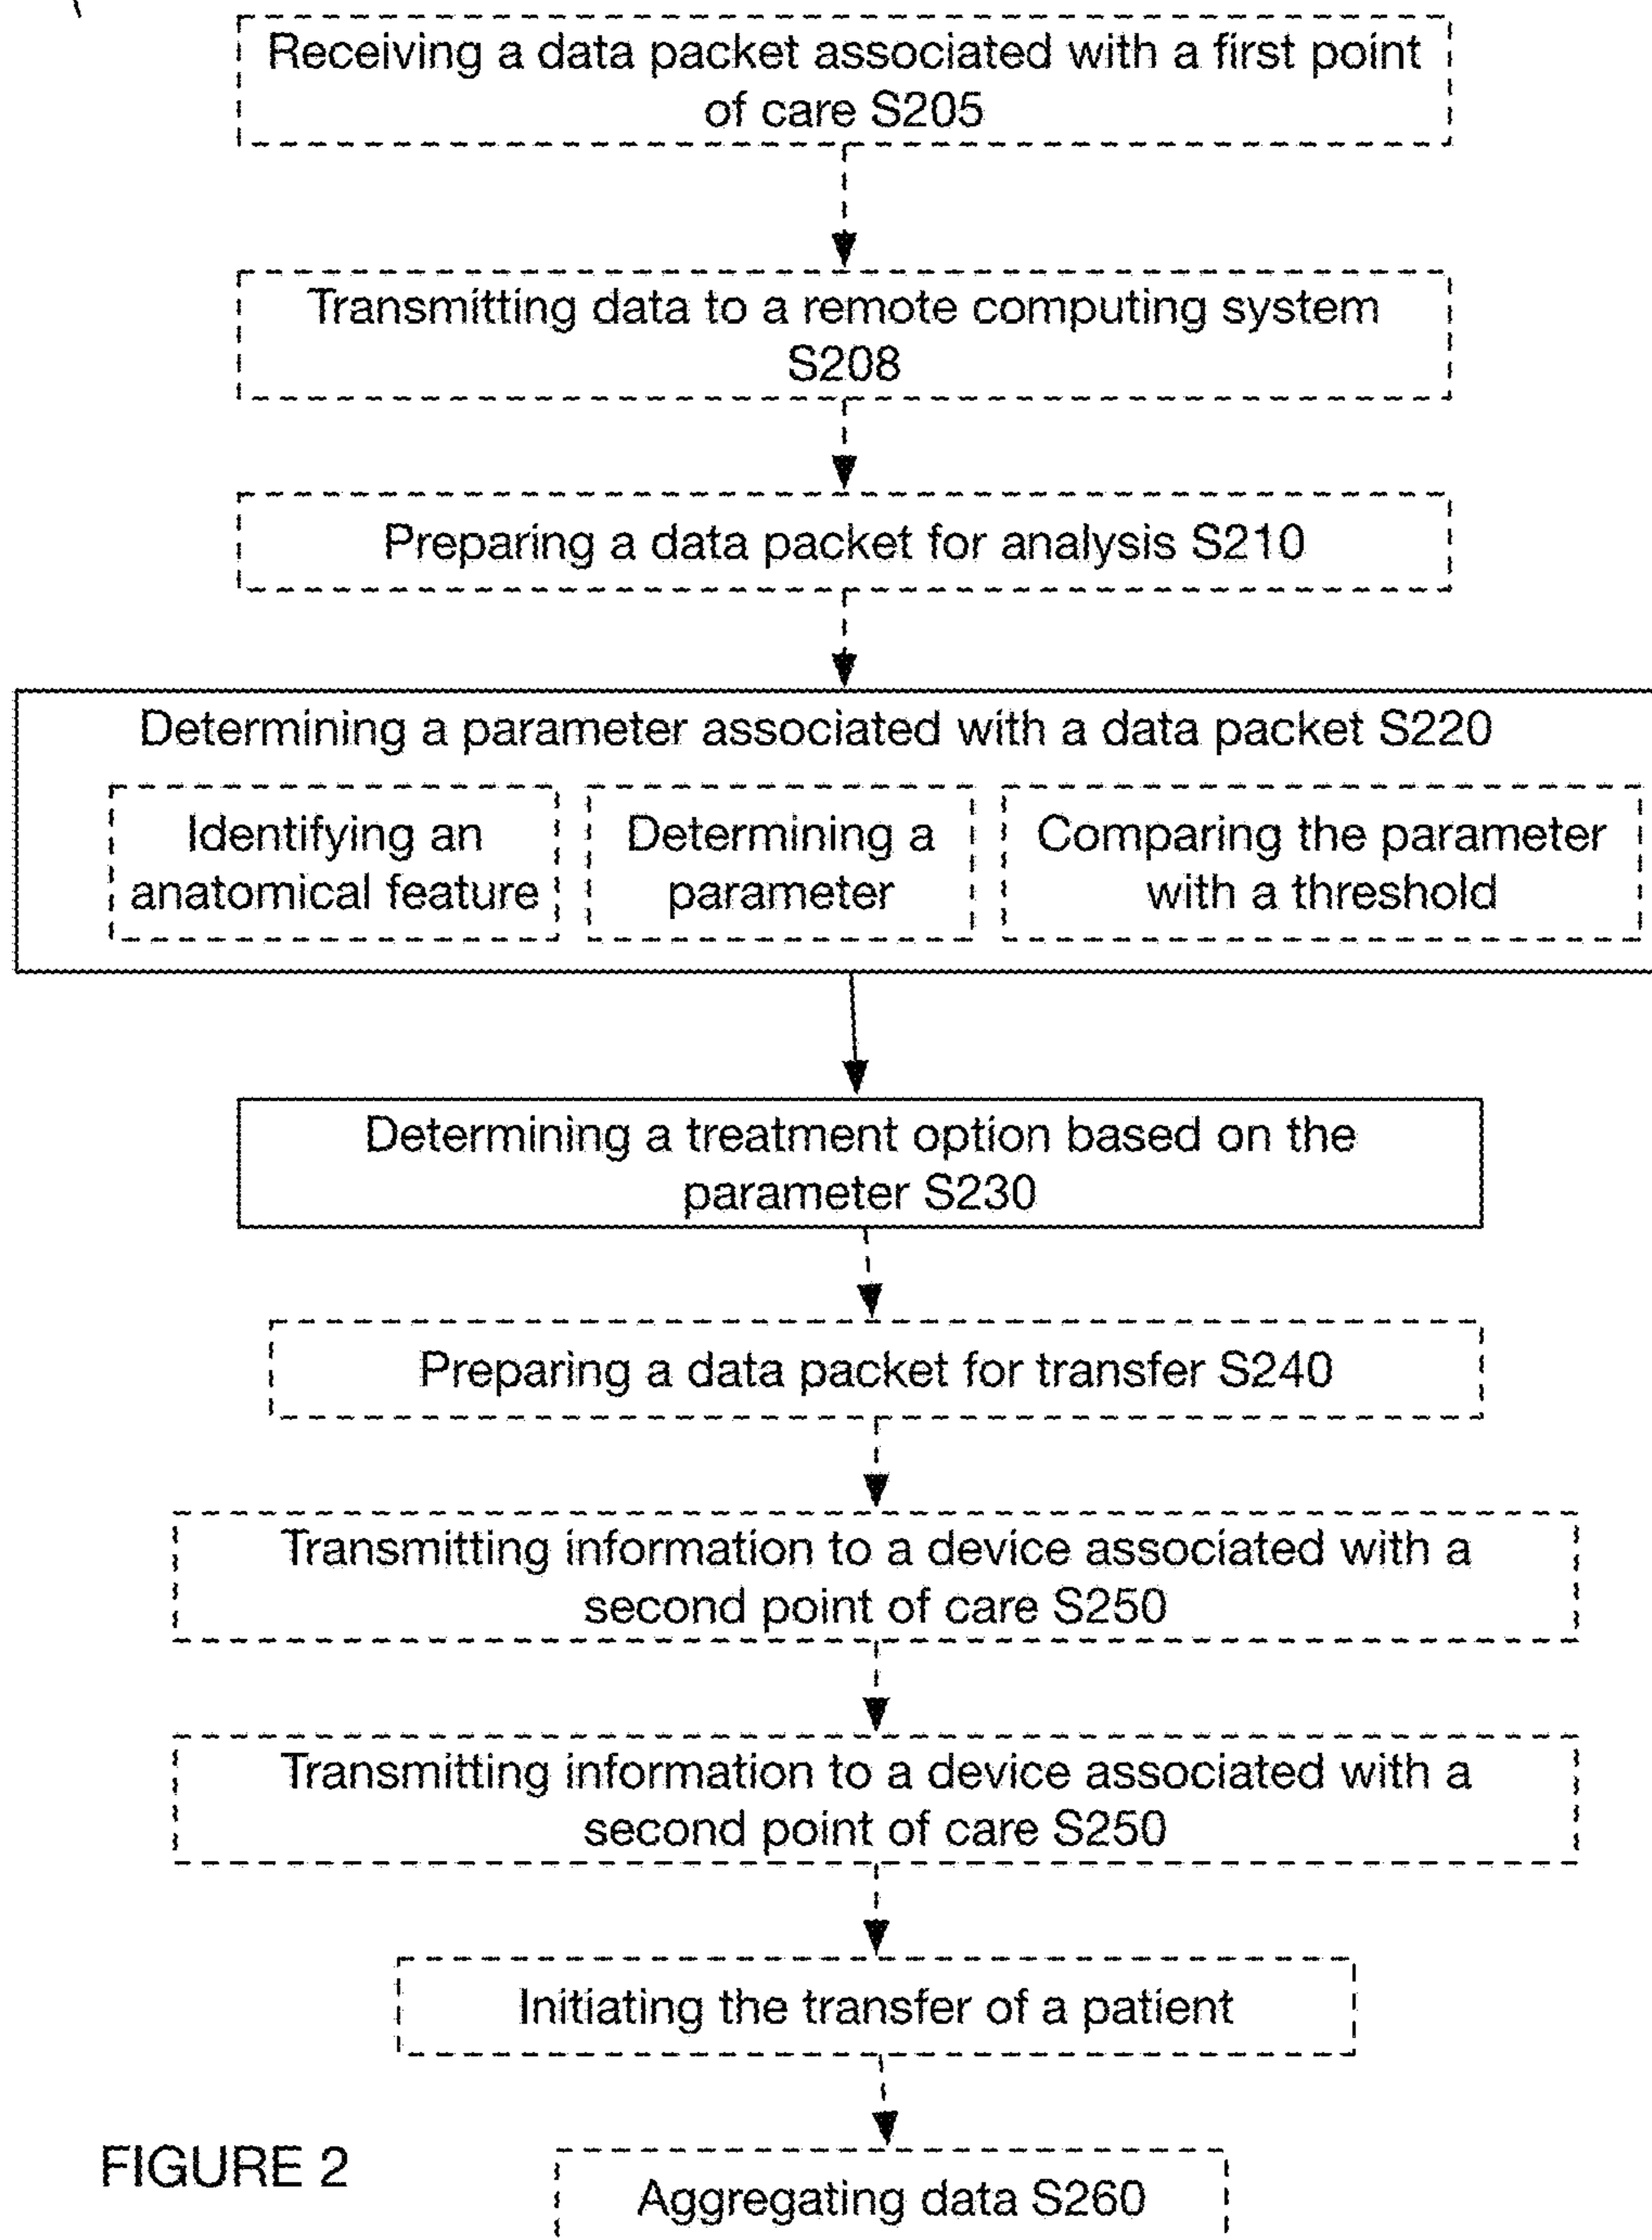 Receiving a data packet associated with a first point
of care S205
Transmitting data to a remote computing system
S208
Preparing a data packet for analysis S210
Determining a parameter associated with a data packet S220
Identifying an
anatomical feature
Determining a
parameter
Comparing the parameter
with a threshold
Determining a treatment option based on the
parameter S230
Preparing a data packet for transfer S240
Transmitting information to a device associated with a
second point of care S250
Transmitting information to a device associated with a
second point of care S250
Initiating the transfer of a patient
Aggregating data S260
FIGURE 2